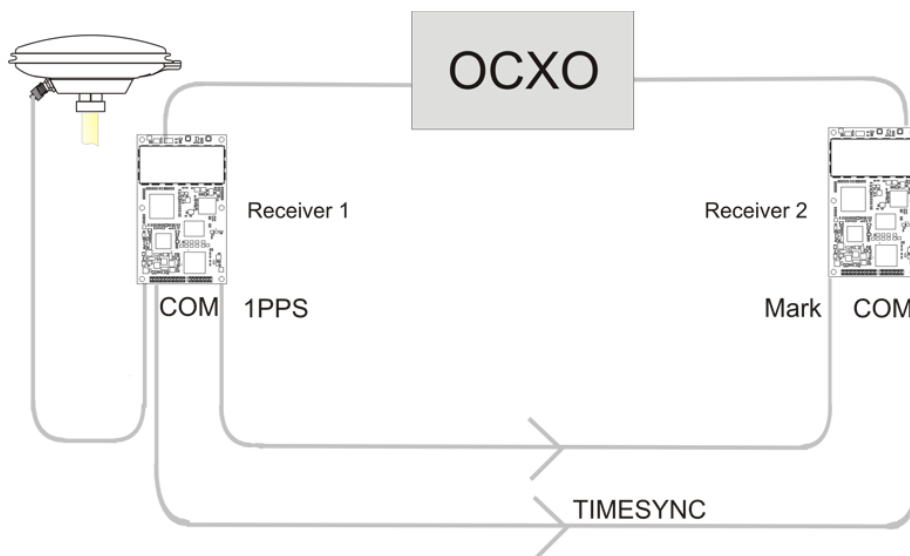 OCXO
Receiver 1
Receiver 2
COM 1PPS
Mark COM
TIMESYNC